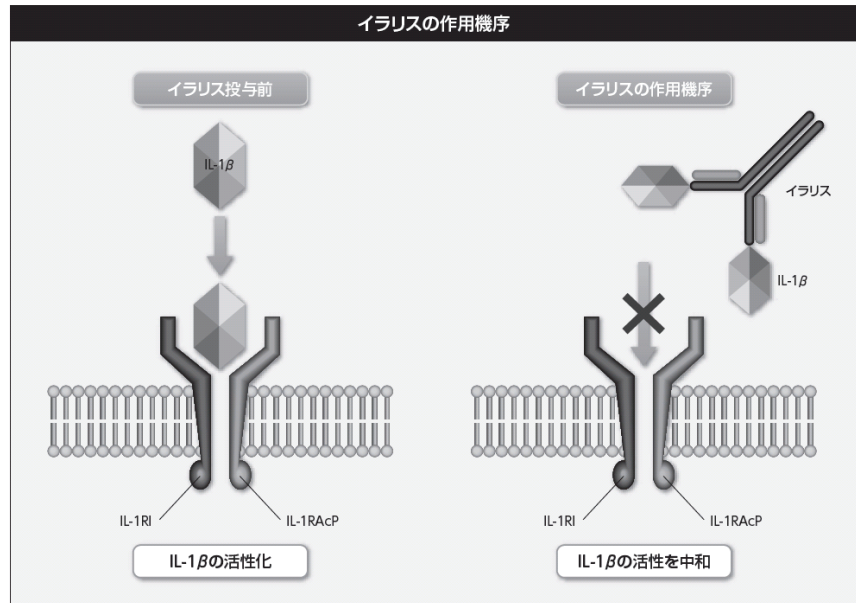 イラリスの作用機序
イラリス投与前
IL-1β
IL-1RI
IL-1RAcP
IL-1βの活性化
イラリスの作用機序
イラリス
IL-1β
IL-1RI
IL-1RAcP
IL-1βの活性を中和